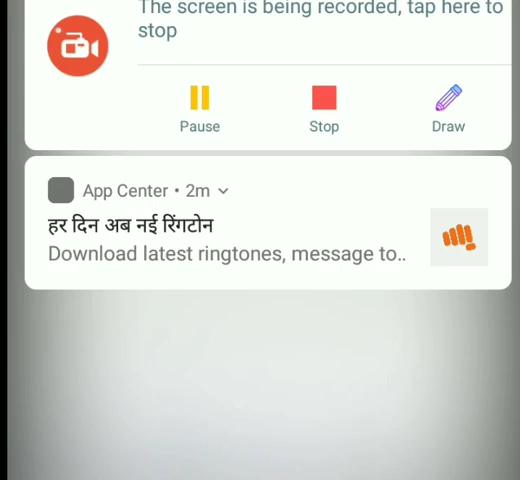 The screen is being recorded, tap here to
stop
Pause Stop Draw
App Center • 2m
हर दिन अब नई रिंगटोन
Download latest ringtones, message to..